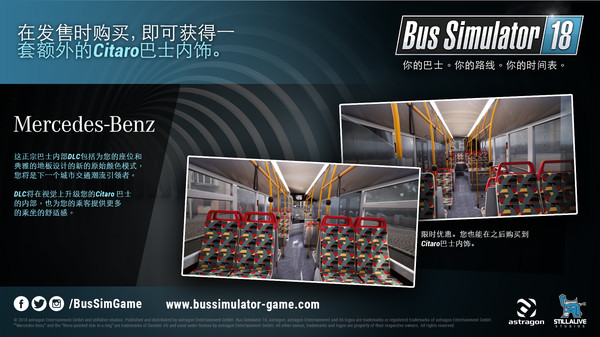 在发售时购买,即可获得一
套额外的Citaro巴士内饰。
Bus Simulator 18
你的巴士。你的路线。你的时间表。
Mercedes-Benz
这正宗巴士内部DLC包括为您的座位和
典雅的地板设计的新的原始颜色模式,
您将是下一个城市交通潮流引领者。
DLC将在视觉上升级您的Citaro 巴士
的内部,也为您的乘客提供更多
的乘坐的舒适感。
限时优惠。您也能在之后购买到
Citaro巴士内饰。
/BusSimGame
www.bussimulator-game.com
astragon
STILLALIVE
STUDIOS